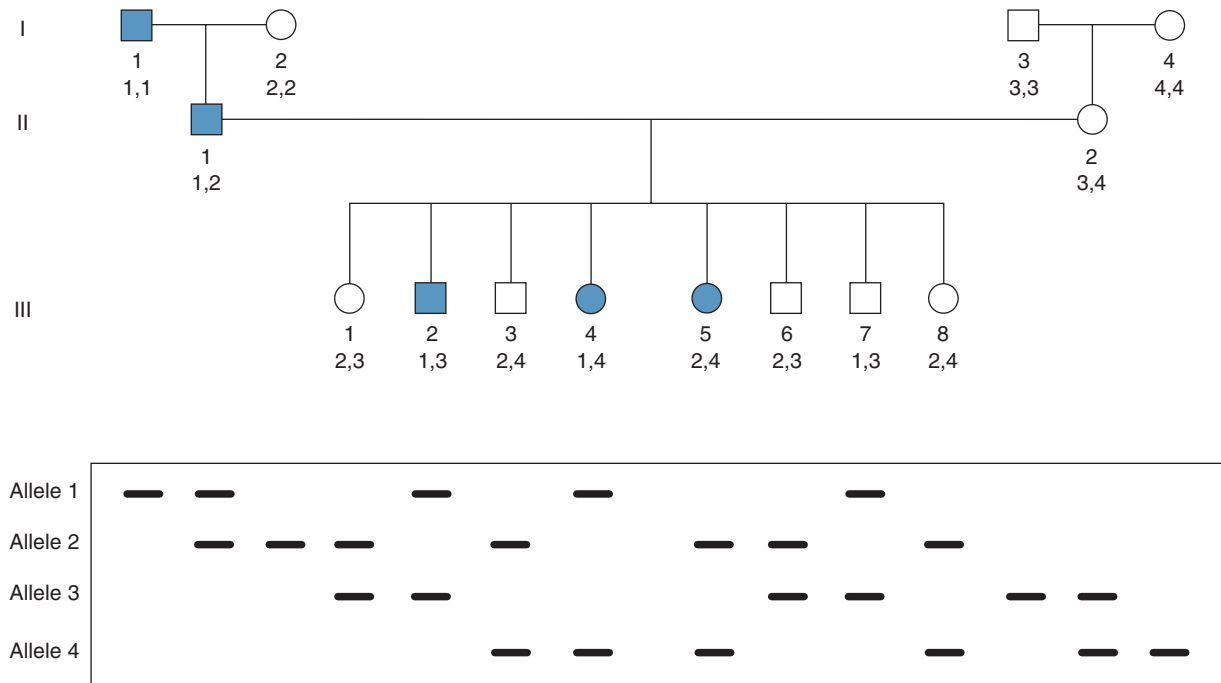 I
1 2 3 4
1,1 2,2 3,3 4,4
II
1 2
1,2 3,4
III
1 2 3 4 5 6 7 8
2,3 1,3 2,4 1,4 2,4 2,3 1,3 2,4
Allele 1
Allele 2
Allele 3
Allele 4